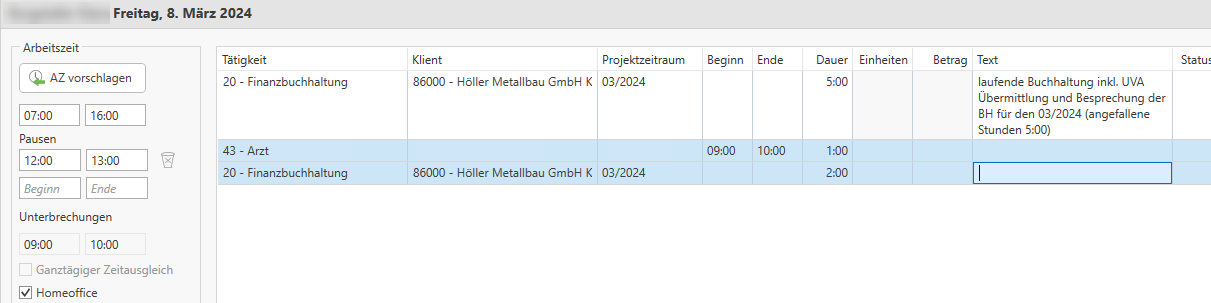 Freitag, 8. März 2024
Arbeitszeit
AZ vorschlagen
07:00 16:00
Pausen
12:00 13:00
Beginn Ende
Unterbrechungen
09:00 10:00
Ganztägiger Zeitausgleich
Homeoffice
Tätigkeit Klient Projektzeitraum Beginn Ende Dauer Einheiten Betrag Text Status
20 - Finanzbuchhaltung 86000 - Höller Metallbau GmbH K 03/2024 5:00 laufende Buchhaltung inkl. UVA
Übermittlung und Besprechung der
BH für den 03/2024 (angefallene
Stunden 5:00)
43 - Arzt 09:00 10:00 1:00
20 - Finanzbuchhaltung 86000 - Höller Metallbau GmbH K 03/2024 2:00